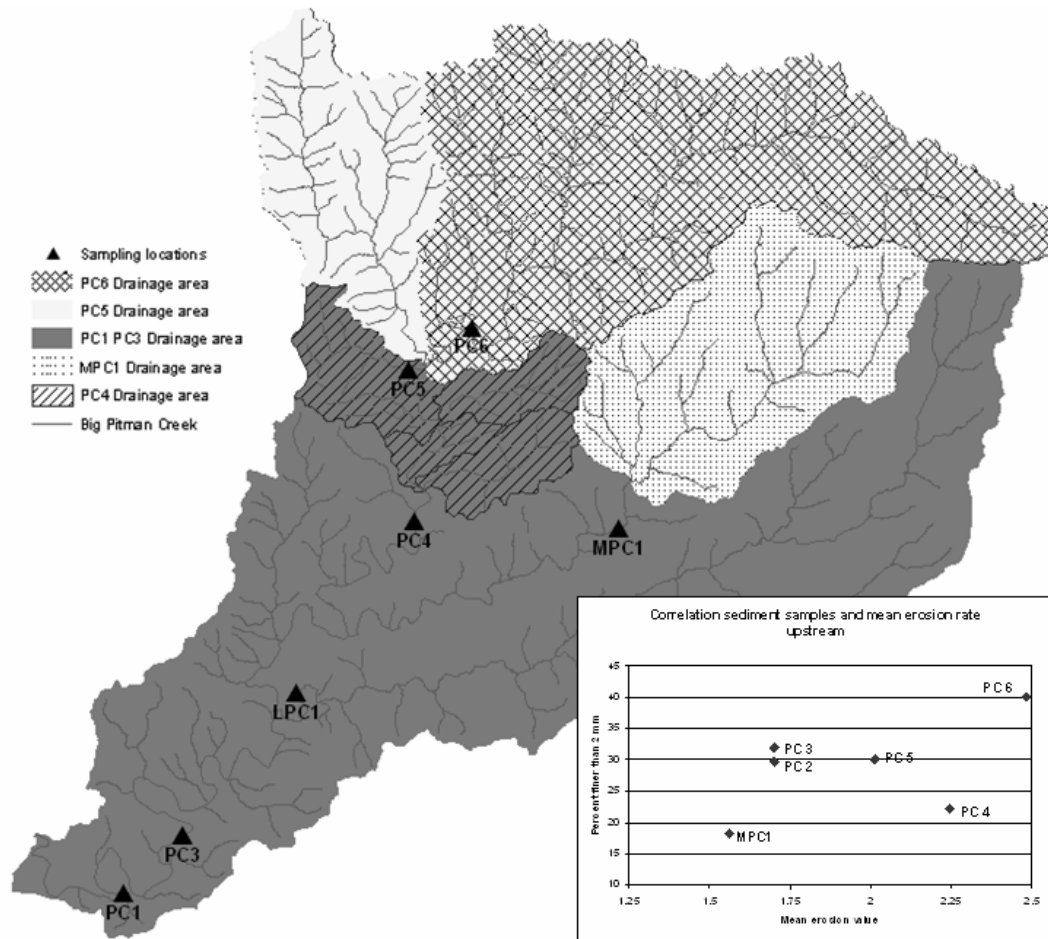 Sampling locations
PC6 Drainage area
PC5 Drainage area
PC1 PC3 Drainage area
MPC1 Drainage area
PC4 Drainage area
Big Pitman Creek
PC6
PC5
PC4
MPC1
LPC1
PC3
PC1
Correlation sediment samples and mean erosion rate
upstream
Percent finer than 2 mm
45
40
35
30
25
20
15
10
PC6
PC3
PC2
PC5
PC4
MPC1
1.25 1.5 1.75 2 2.25 2.5
Mean erosion value